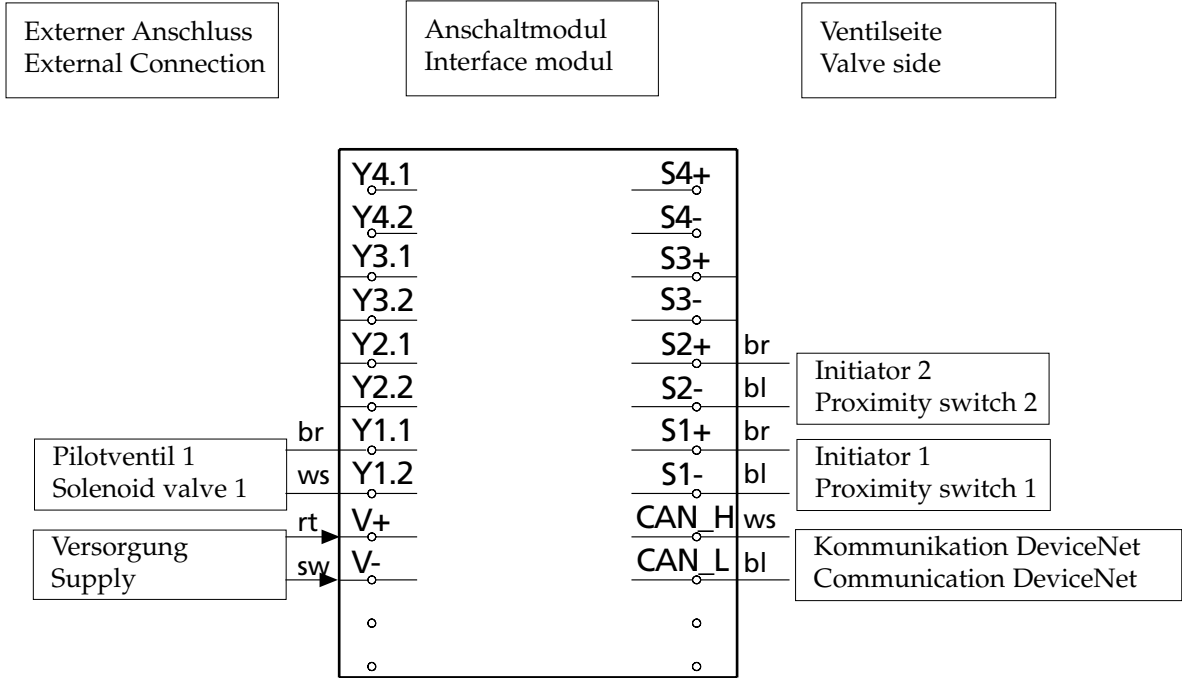 Externer Anschluss
External Connection
Anschaltmodul
Interface modul
Ventilseite
Valve side
Y4.1
S4+
Y4.2
S4-
Y3.1
S3+
Y3.2
S3-
Y2.1
S2+ br
Y2.2
S2- bl
Initiator 2
Proximity switch 2
br Y1.1
S1+ br
ws Y1.2
S1- bl
Pilotventil 1
Solenoid valve 1
Initiator 1
Proximity switch 1
rt V+
CAN_H ws
sw V-
CAN_L bl
Versorgung
Supply
Kommunikation DeviceNet
Communication DeviceNet